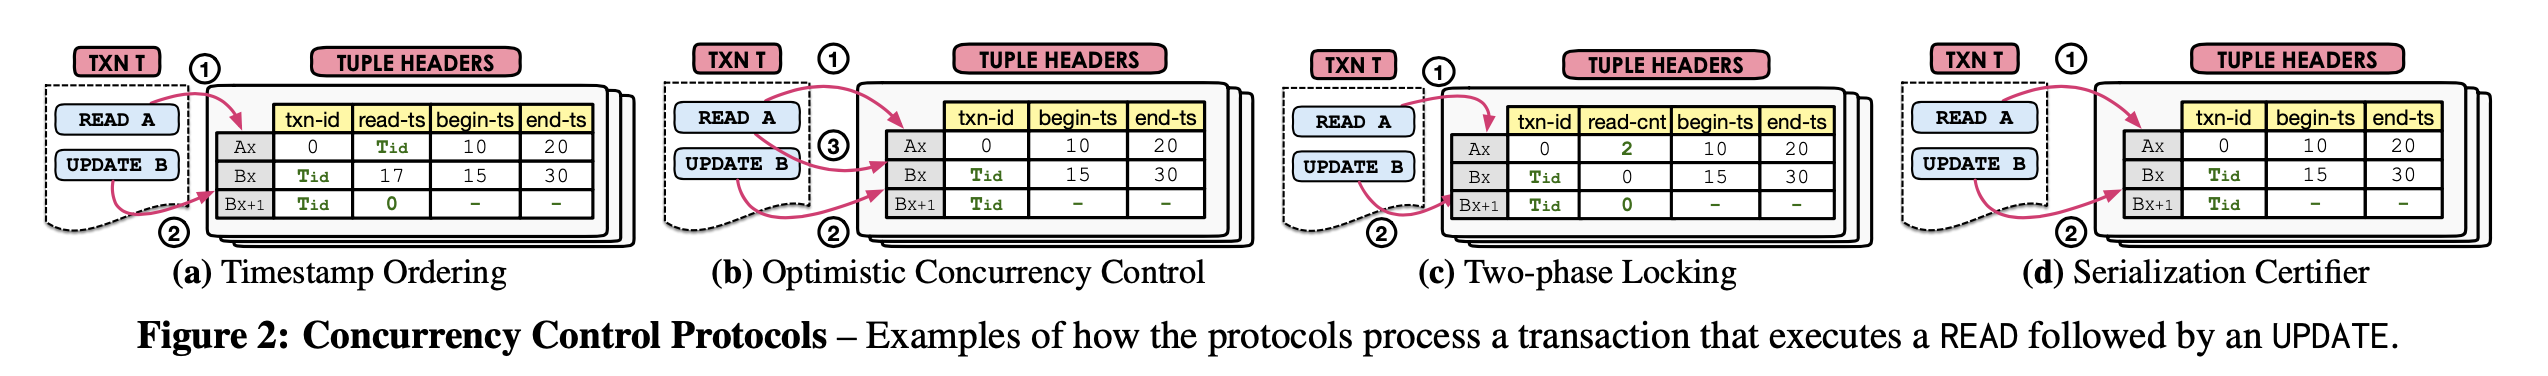 TXN T
READ A
UPDATE B
1
2
TUPLE HEADERS
txn-id read-ts begin-ts end-ts
Ax 0 Tid 10 20
Bx Tid 17 15 30
Bx+1 Tid 0 – –
(a) Timestamp Ordering
TXN T
READ A
UPDATE B
1
3
2
TUPLE HEADERS
txn-id begin-ts end-ts
Ax 0 10 20
Bx Tid 15 30
Bx+1 Tid – –
(b) Optimistic Concurrency Control
TXN T
READ A
UPDATE B
1
2
TUPLE HEADERS
txn-id read-cnt begin-ts end-ts
Ax 0 2 10 20
Bx Tid 0 15 30
Bx+1 Tid 0 – –
(c) Two-phase Locking
TXN T
READ A
UPDATE B
1
2
TUPLE HEADERS
txn-id begin-ts end-ts
Ax 0 10 20
Bx Tid 15 30
Bx+1 Tid – –
(d) Serialization Certifier
Figure 2: Concurrency Control Protocols – Examples of how the protocols process a transaction that executes a READ followed by an UPDATE.